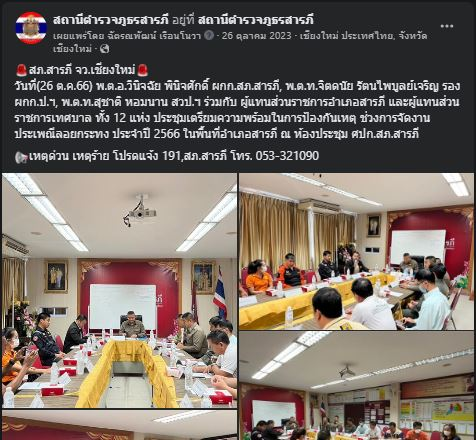 สถานีตำรวจภูธรสารภี อยู่ที่ สถานีตำรวจภูธรสารภี
เผยแพร่โดย ฉัตรณพัฒน์ เรือนโนวา · 26 ตุลาคม 2023 · เชียงใหม่ ประเทศไทย, จังหวัด
เชียงใหม่ ·
🚨สภ.สารภี จว.เชียงใหม่🚨
วันที่(26 ต.ค.66) พ.ต.อ.วินิจฉัย พินิจศักดิ์ ผกก.สภ.สารภี, พ.ต.ท.จิตดนัย รัตนไพบูลย์เจริญ รอง
ผกก.ป.ฯ, พ.ต.ท.สุชาติ หอมนาน สวป.ฯ ร่วมกับ ผู้แทนส่วนราชการอำเภอสารภี และผู้แทนส่วน
ราชการเทศบาล ทั้ง 12 แห่ง ประชุมเตรียมความพร้อมในการป้องกันเหตุ ช่วงการจัดงาน
ประเพณีลอยกระทง ประจำปี 2566 ในพื้นที่อำเภอสารภี ณ ห้องประชุม ศปก.สภ.สารภี
📢เหตุด่วน เหตุร้าย โปรดแจ้ง 191,สภ.สารภี โทร. 053-321090